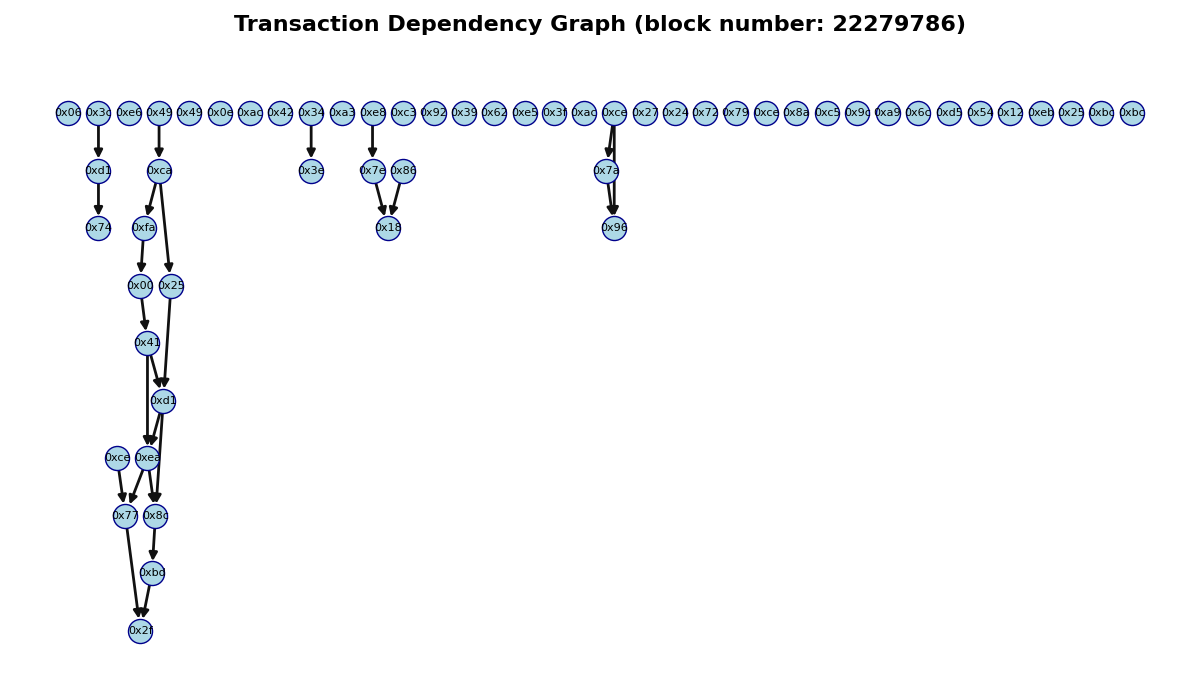 Transaction Dependency Graph (block number: 22279786)
0x06 0x3c 0xe6 0x49 0x49 0x0e 0xac 0x42 0x34 0xa3 0xe8 0xc3 0x92 0x39 0x62 0xe5 0x3f 0xac 0xce 0x27 0x24 0x72 0x79 0xce 0x8a 0xc5 0x9c 0xa9 0x6c 0xd5 0x54 0x12 0xeb 0x25 0xbc 0xbc
0xd1 0xca 0x3e 0x7e 0x86 0x7a
0x74 0xfa 0x18 0x96
0x00 0x25
0x41
0xd1
0xce 0xea
0x77 0x8c
0xbd
0x2f